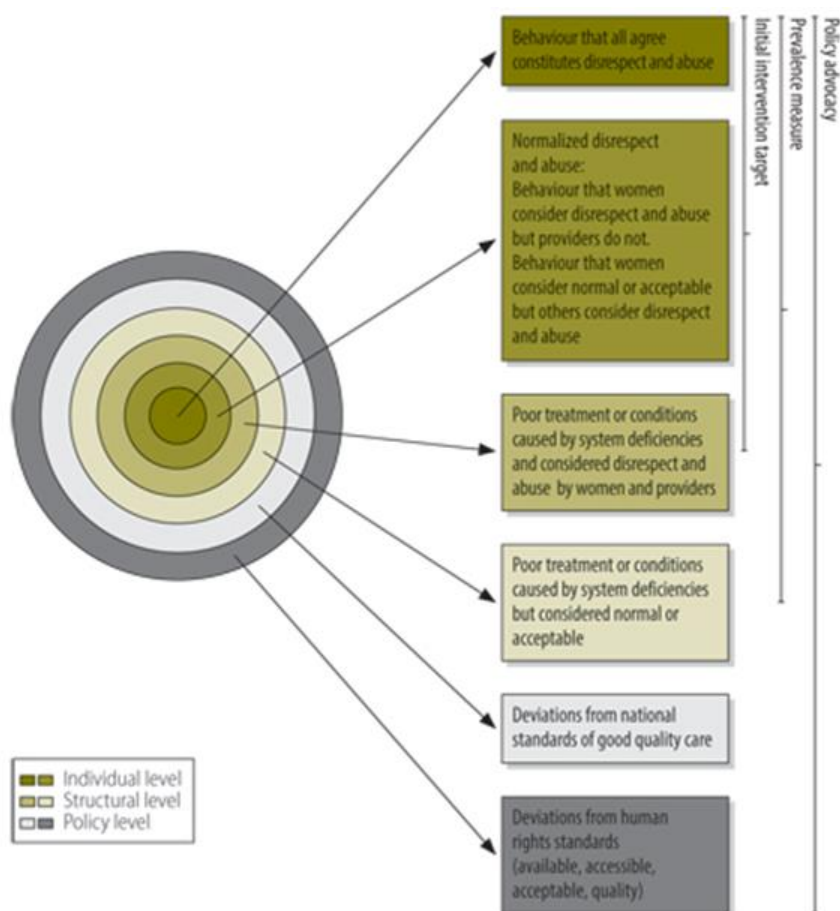 Behaviour that all agree
constitutes disrespect and abuse
Normalized disrespect
and abuse:
Behaviour that women
consider disrespect and abuse
but providers do not.
Behaviour that women
consider normal or acceptable
but others consider disrespect
and abuse
Poor treatment or conditions
caused by system deficiencies
and considered disrespect and
abuse by women and providers
Poor treatment or conditions
caused by system deficiencies
but considered normal or
acceptable
Deviations from national
standards of good quality care
Deviations from human
rights standards
(available, accessible,
acceptable, quality)
Initial intervention target
Prevalence measure
Policy advocacy
Individual level
Structural level
Policy level